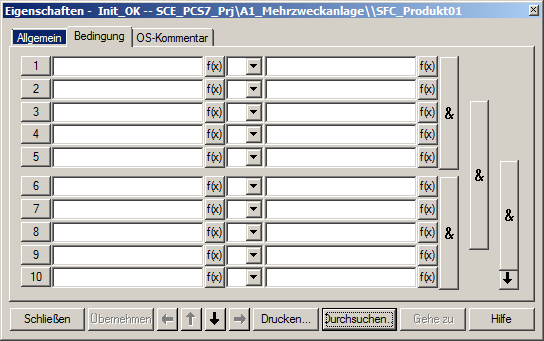 Eigenschaften - Init_OK -- SCE_PCS7_Prj\A1_Mehrzweckanlage\\SFC_Produkt01
Allgemein Bedingung OS-Kommentar
1 f(x) f(x)
2 f(x) f(x)
3 f(x) f(x) &
4 f(x) f(x)
5 f(x) f(x)
&
6 f(x) f(x)
7 f(x) f(x)
8 f(x) f(x) & &
9 f(x) f(x)
10 f(x) f(x)
Schließen Übernehmen Drucken... Durchsuchen... Gehe zu Hilfe